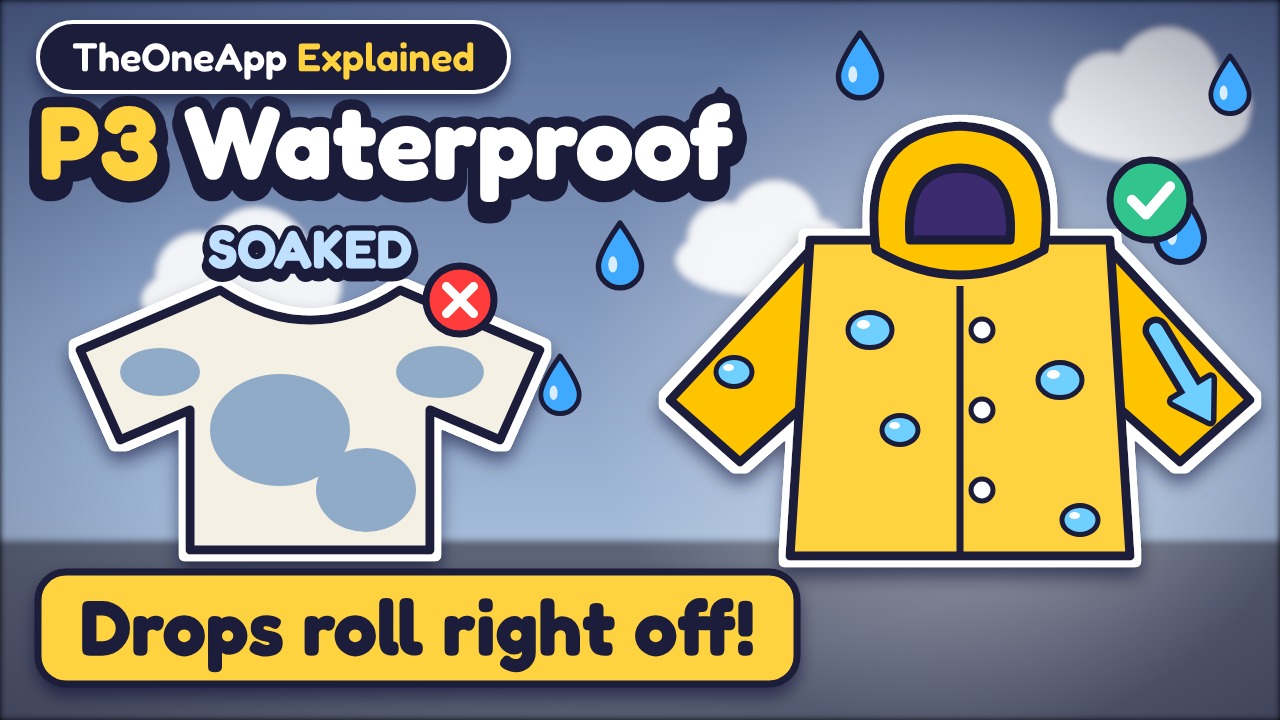 TheOneApp Explained
P3 Waterproof
SOAKED
Drops roll right off!